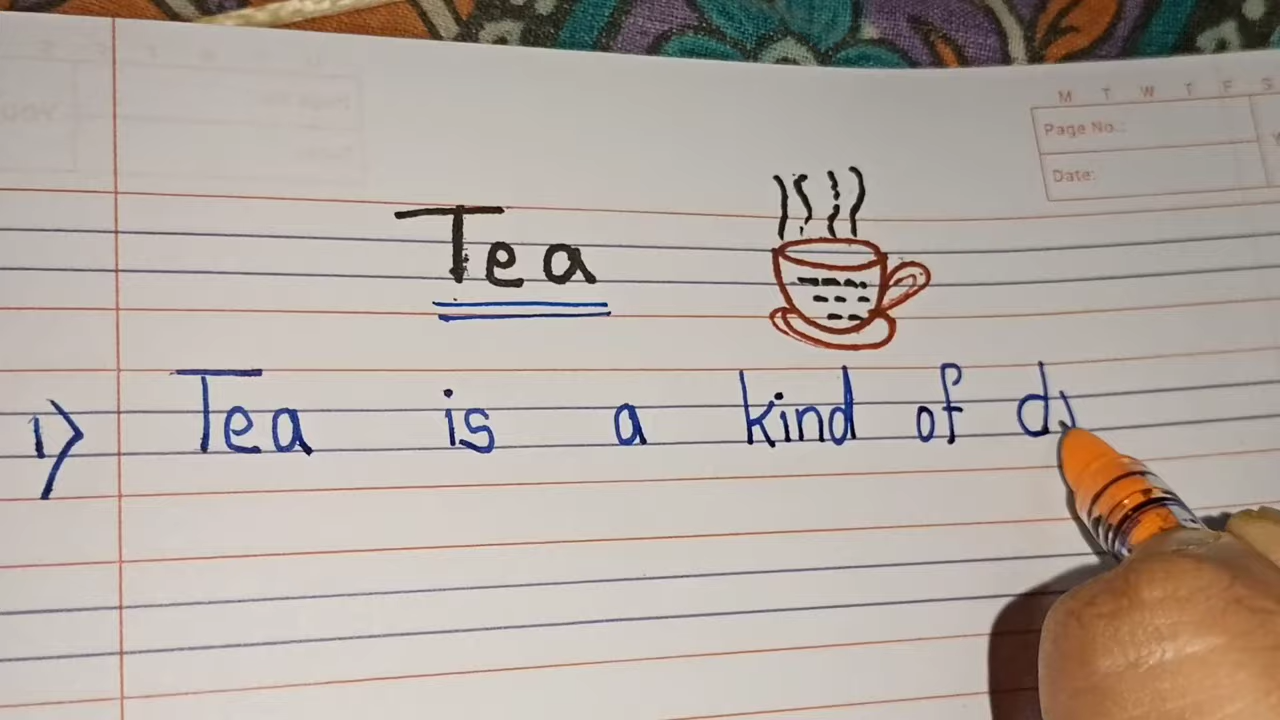 M T W T F S
Page No.:
Date:
Tea
1) Tea is a kind of d